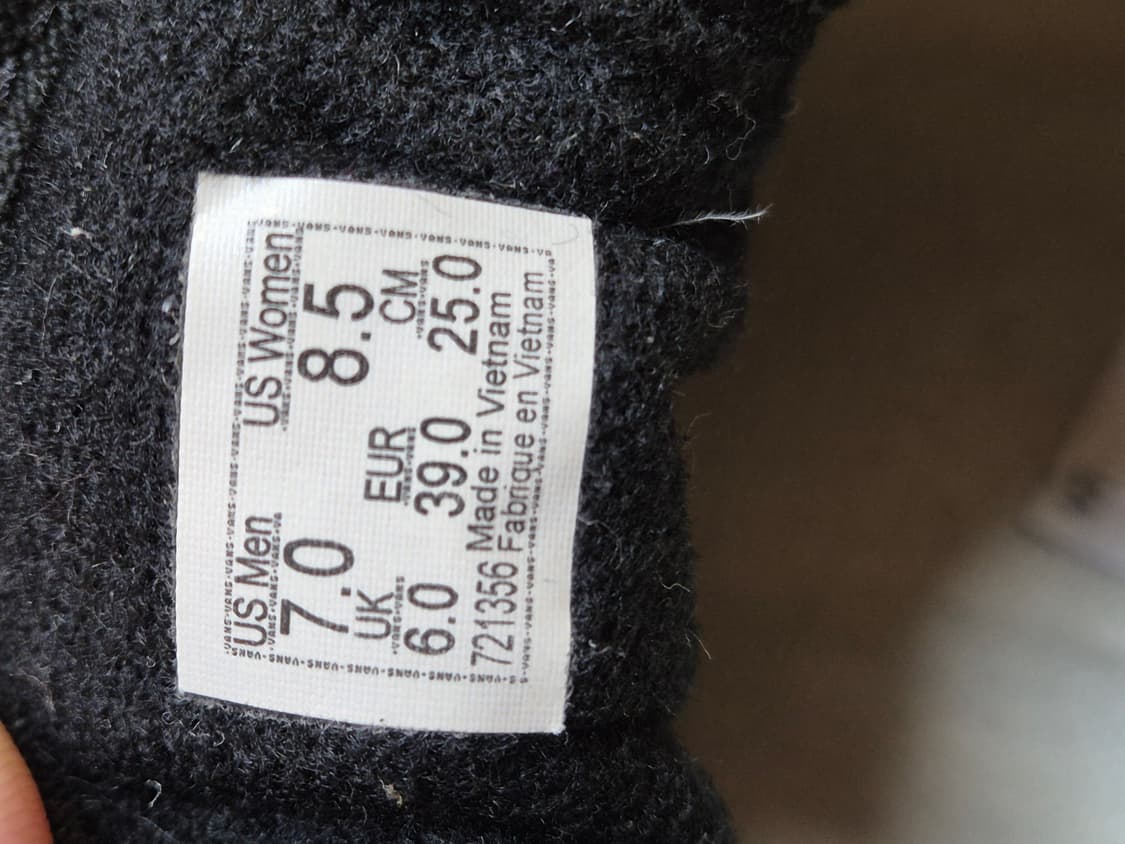 US Men US Women
7.0 8.5
UK EUR CM
6.0 39.0 25.0
721356 Made in Vietnam
Fabrique en Vietnam
VANS